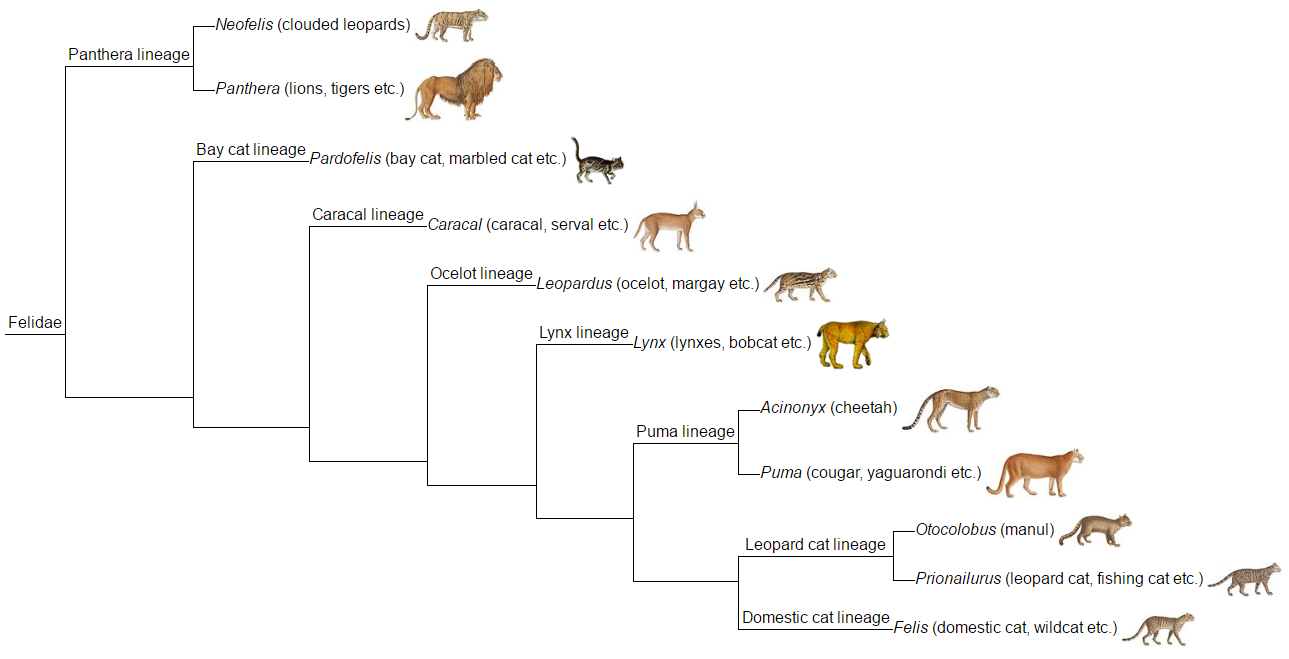 Neofelis (clouded leopards)
Panthera lineage
Panthera (lions, tigers etc.)
Bay cat lineage
Pardofelis (bay cat, marbled cat etc.)
Caracal lineage
Caracal (caracal, serval etc.)
Ocelot lineage
Leopardus (ocelot, margay etc.)
Felidae
Lynx lineage
Lynx (lynxes, bobcat etc.)
Acinonyx (cheetah)
Puma lineage
Puma (cougar, yaguarondi etc.)
Otocolobus (manul)
Leopard cat lineage
Prionailurus (leopard cat, fishing cat etc.)
Domestic cat lineage
Felis (domestic cat, wildcat etc.)